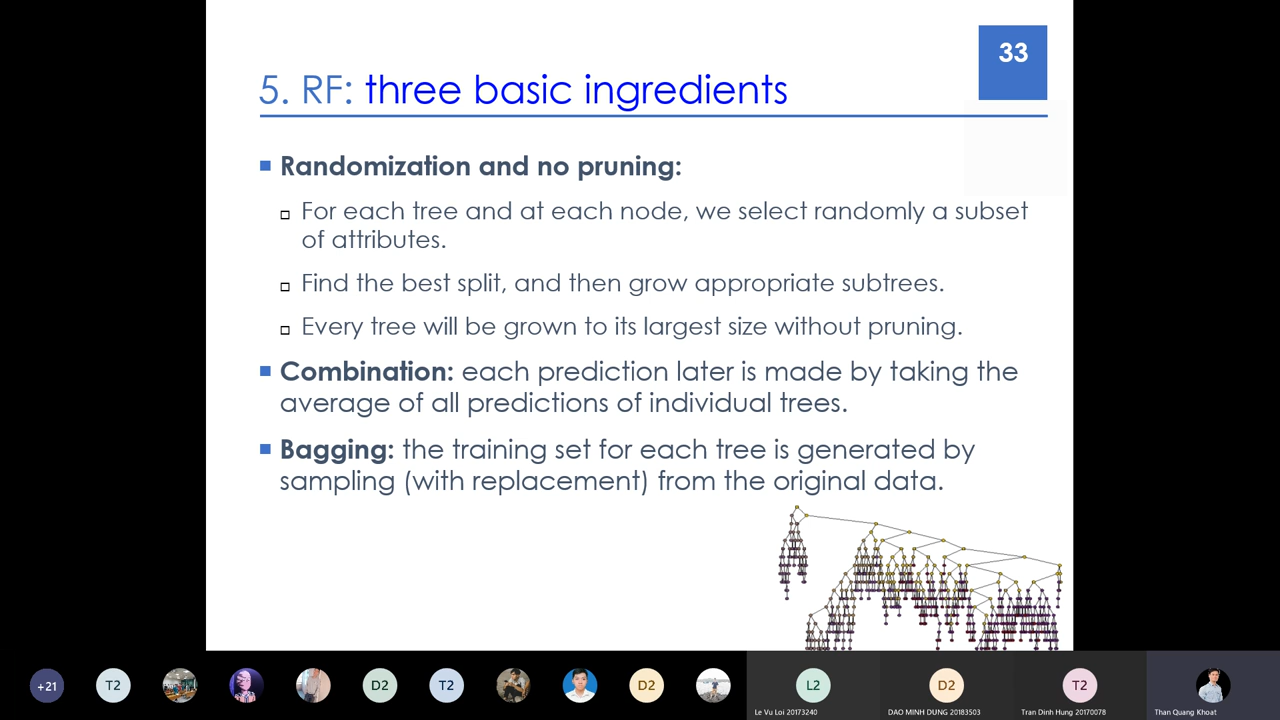 33
5. RF: three basic ingredients
Randomization and no pruning:
For each tree and at each node, we select randomly a subset
of attributes.
Find the best split, and then grow appropriate subtrees.
Every tree will be grown to its largest size without pruning.
Combination: each prediction later is made by taking the
average of all predictions of individual trees.
Bagging: the training set for each tree is generated by
sampling (with replacement) from the original data.
+21 T2 D2 T2 D2 L2 D2 T2
Le Vu Loi 20173240 DAO MINH DUNG 20183503 Tran Dinh Hung 20170078 Than Quang Khoat